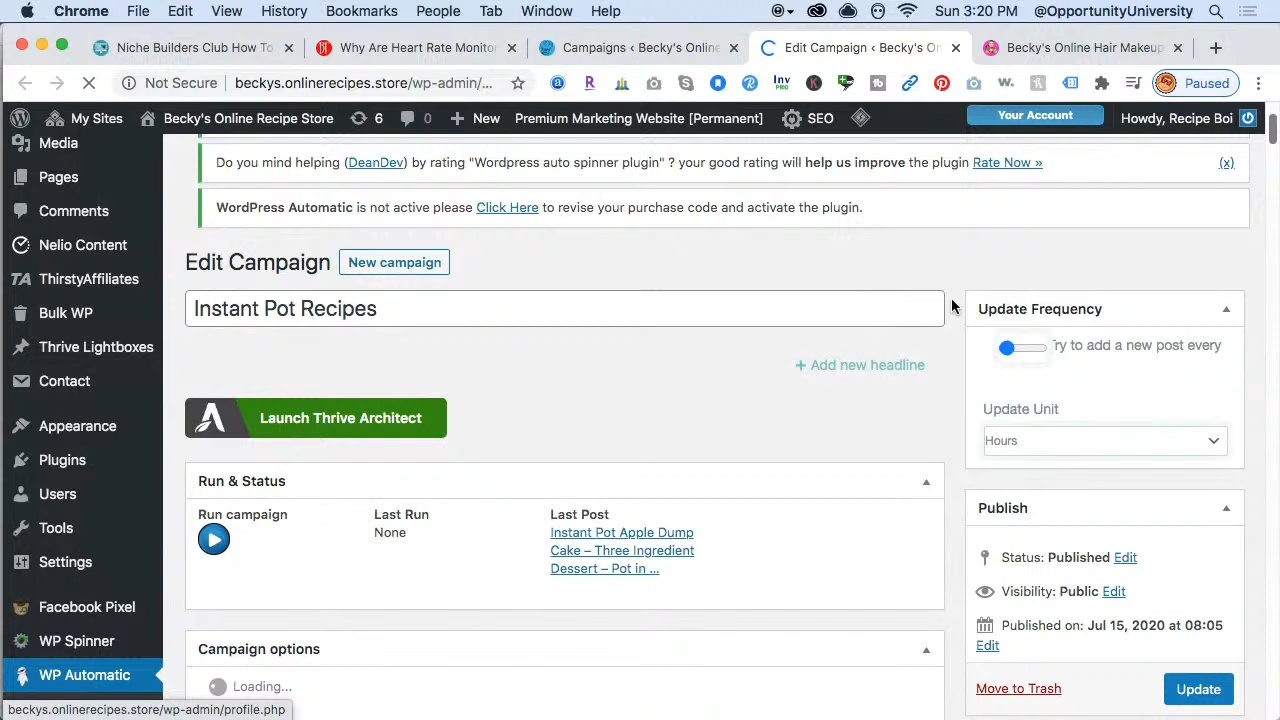 Chrome File Edit View History Bookmarks People Tab Window Help Sun 3:20 PM @OpportunityUniversity
Niche Builders Club How To Why Are Heart Rate Monito Campaigns ‹ Becky's Online Edit Campaign ‹ Becky's On Becky's Online Hair Makeup
Not Secure beckys.onlinerecipes.store/wp-admin/... Inv PRO Paused
My Sites Becky's Online Recipe Store 6 0 New Premium Marketing Website [Permanent] SEO Your Account Howdy, Recipe Boi
Media
Pages
Comments
Nelio Content
TA ThirstyAffiliates
Bulk WP
Thrive Lightboxes
Contact
Appearance
Plugins
Users
Tools
Settings
Facebook Pixel
WP Spinner
WP Automatic
beckys.onlinerecipes.store/wp-admin/profile.php
Do you mind helping (DeanDev) by rating "Wordpress auto spinner plugin" ? your good rating will help us improve the plugin Rate Now » (x)
WordPress Automatic is not active please Click Here to revise your purchase code and activate the plugin.
Edit Campaign New campaign
Instant Pot Recipes
+ Add new headline
Launch Thrive Architect
Run & Status
Run campaign Last Run Last Post
None Instant Pot Apple Dump
Cake – Three Ingredient
Dessert – Pot in ...
Campaign options
Loading...
Update Frequency
Try to add a new post every
Update Unit
Hours
Publish
Status: Published Edit
Visibility: Public Edit
Published on: Jul 15, 2020 at 08:05
Edit
Move to Trash Update